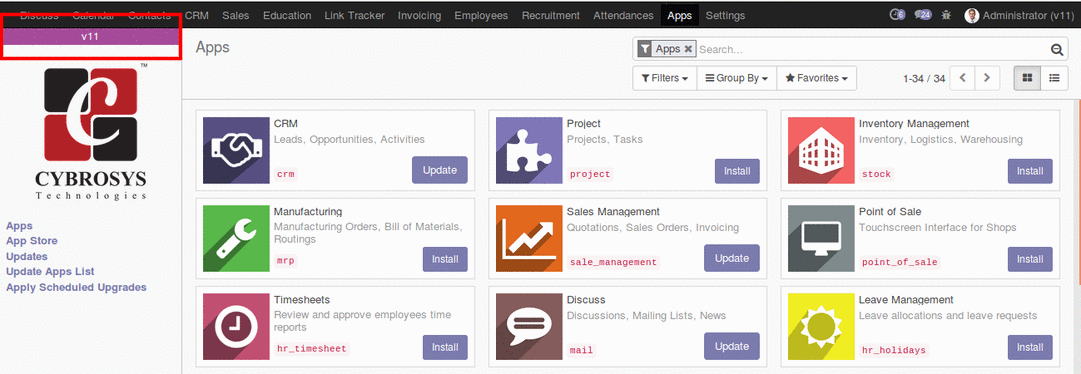 Discuss Calendar Contacts CRM Sales Education Link Tracker Invoicing Employees Recruitment Attendances Apps Settings 6 24 Administrator (v11)
v11
Apps
Apps Search...
Filters Group By Favorites 1-34 / 34
C
TM
CYBROSYS
Technologies
Apps
App Store
Updates
Update Apps List
Apply Scheduled Upgrades
CRM
Leads, Opportunities, Activities
crm Update
Project
Projects, Tasks
project Install
Inventory Management
Inventory, Logistics, Warehousing
stock Install
Manufacturing
Manufacturing Orders, Bill of Materials,
Routings
mrp Install
Sales Management
Quotations, Sales Orders, Invoicing
sale_management Update
Point of Sale
Touchscreen Interface for Shops
point_of_sale Install
Timesheets
Review and approve employees time
reports
hr_timesheet Install
Discuss
Discussions, Mailing Lists, News
mail Update
Leave Management
Leave allocations and leave requests
hr_holidays Install